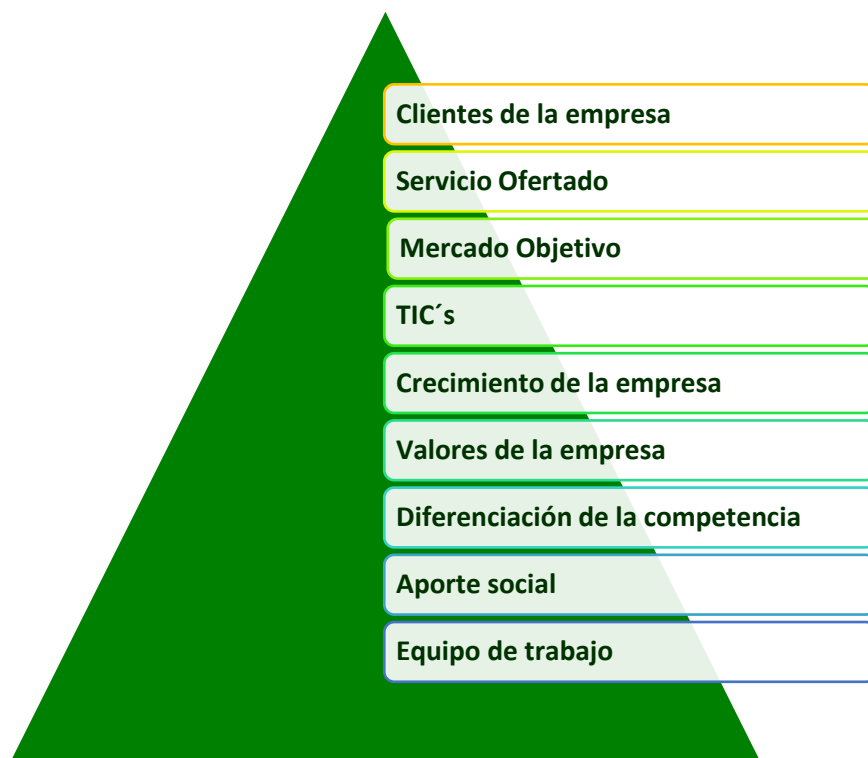 Clientes de la empresa
Servicio Ofertado
Mercado Objetivo
TIC´s
Crecimiento de la empresa
Valores de la empresa
Diferenciación de la competencia
Aporte social
Equipo de trabajo